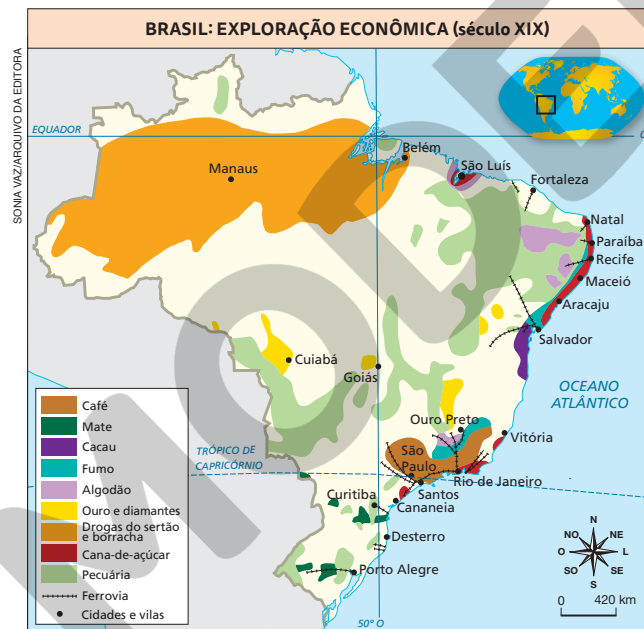 BRASIL: EXPLORAÇÃO ECONÔMICA (século XIX)
SONIA VAZ/ARQUIVO DA EDITORA
EQUADOR
0
Belém
Manaus
São Luís
Fortaleza
Natal
Paraíba
Recife
Maceió
Aracaju
Salvador
Cuiabá
Goiás
OCEANO
ATLÂNTICO
Ouro Preto
Vitória
São
Paulo
TRÓPICO DE
CAPRICÓRNIO
Rio de Janeiro
Santos
Cananeia
Curitiba
Desterro
Porto Alegre
50° O
Café
Mate
Cacau
Fumo
Algodão
Ouro e diamantes
Drogas do sertão
e borracha
Cana-de-açúcar
Pecuária
Ferrovia
Cidades e vilas
N
NO
NE
O
L
SO
SE
S
0
420 km